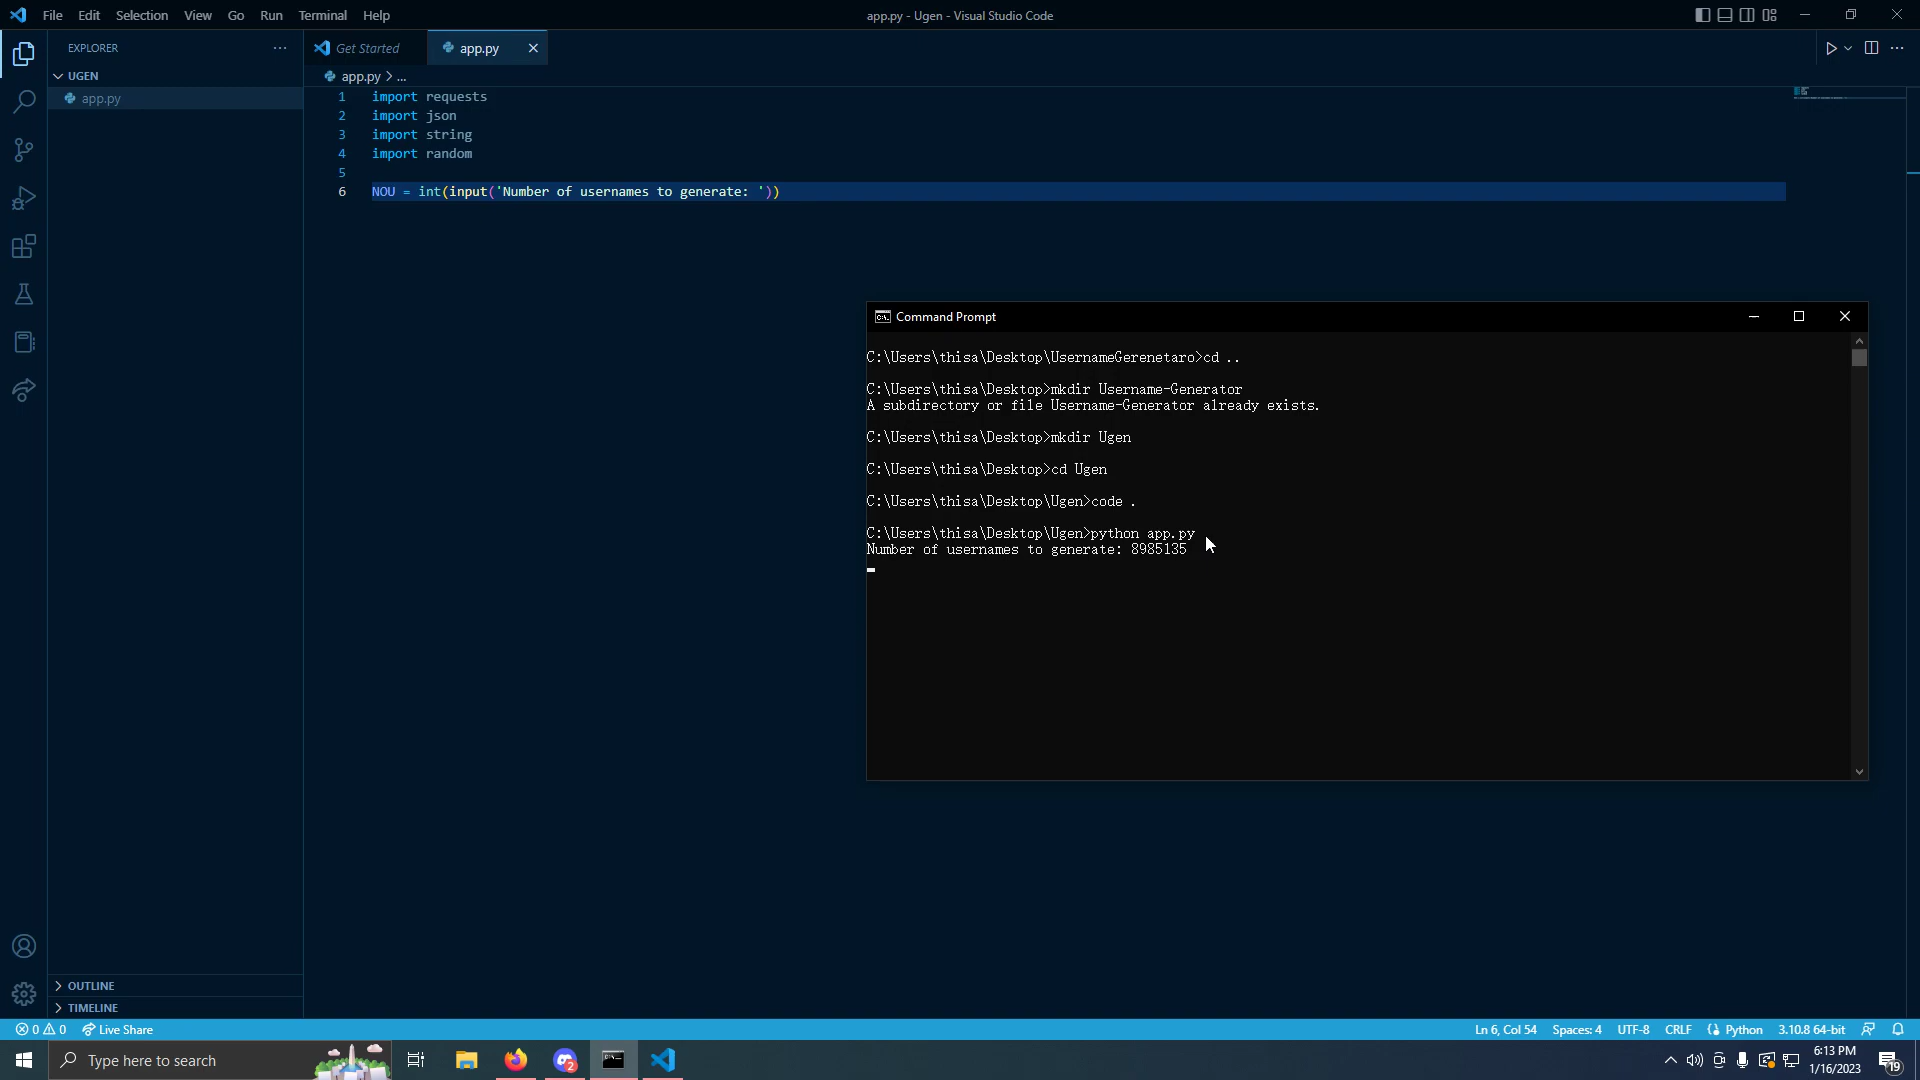 File Edit Selection View Go Run Terminal Help
app.py - Ugen - Visual Studio Code
EXPLORER
Get Started
app.py
UGEN
app.py > ...
app.py
1 import requests
2 import json
3 import string
4 import random
5
6 NOU = int(input('Number of usernames to generate: '))
Command Prompt
C:\Users\thisa\Desktop\UsernameGerenetaro>cd ..
C:\Users\thisa\Desktop>mkdir Username-Generator
A subdirectory or file Username-Generator already exists.
C:\Users\thisa\Desktop>mkdir Ugen
C:\Users\thisa\Desktop>cd Ugen
C:\Users\thisa\Desktop\Ugen>code .
C:\Users\thisa\Desktop\Ugen>python app.py
Number of usernames to generate: 8985135
OUTLINE
TIMELINE
0 0 Live Share
Ln 6, Col 54 Spaces: 4 UTF-8 CRLF Python 3.10.8 64-bit
Type here to search
2
6:13 PM
1/16/2023
19